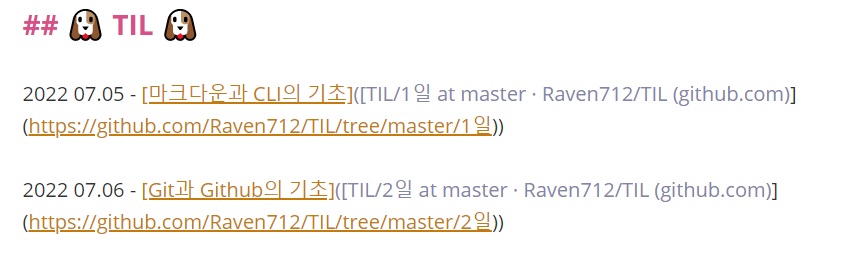 ## 🐶 TIL 🐶
2022 07.05 - [마크다운과 CLI의 기초]([TIL/1일 at master · Raven712/TIL (github.com)]
(https://github.com/Raven712/TIL/tree/master/1일))
2022 07.06 - [Git과 Github의 기초]([TIL/2일 at master · Raven712/TIL (github.com)]
(https://github.com/Raven712/TIL/tree/master/2일))